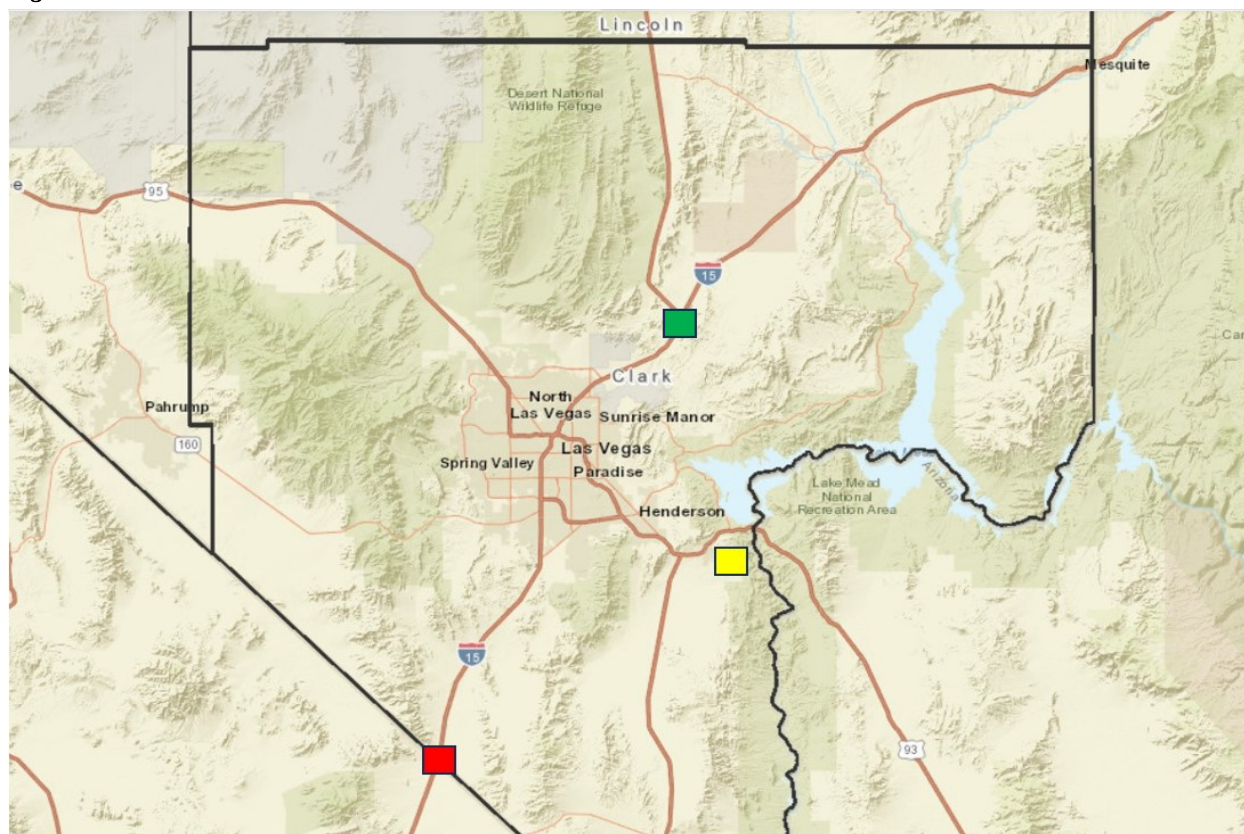 Lincoln
Mesquite
Desert National
Wildlife Refuge
95
15
Clark
Pahrump
160
North
Las Vegas
Sunrise Manor
Las Vegas
Spring Valley
Paradise
Henderson
Lake Mead
National
Recreation Area
Arizona
15
93